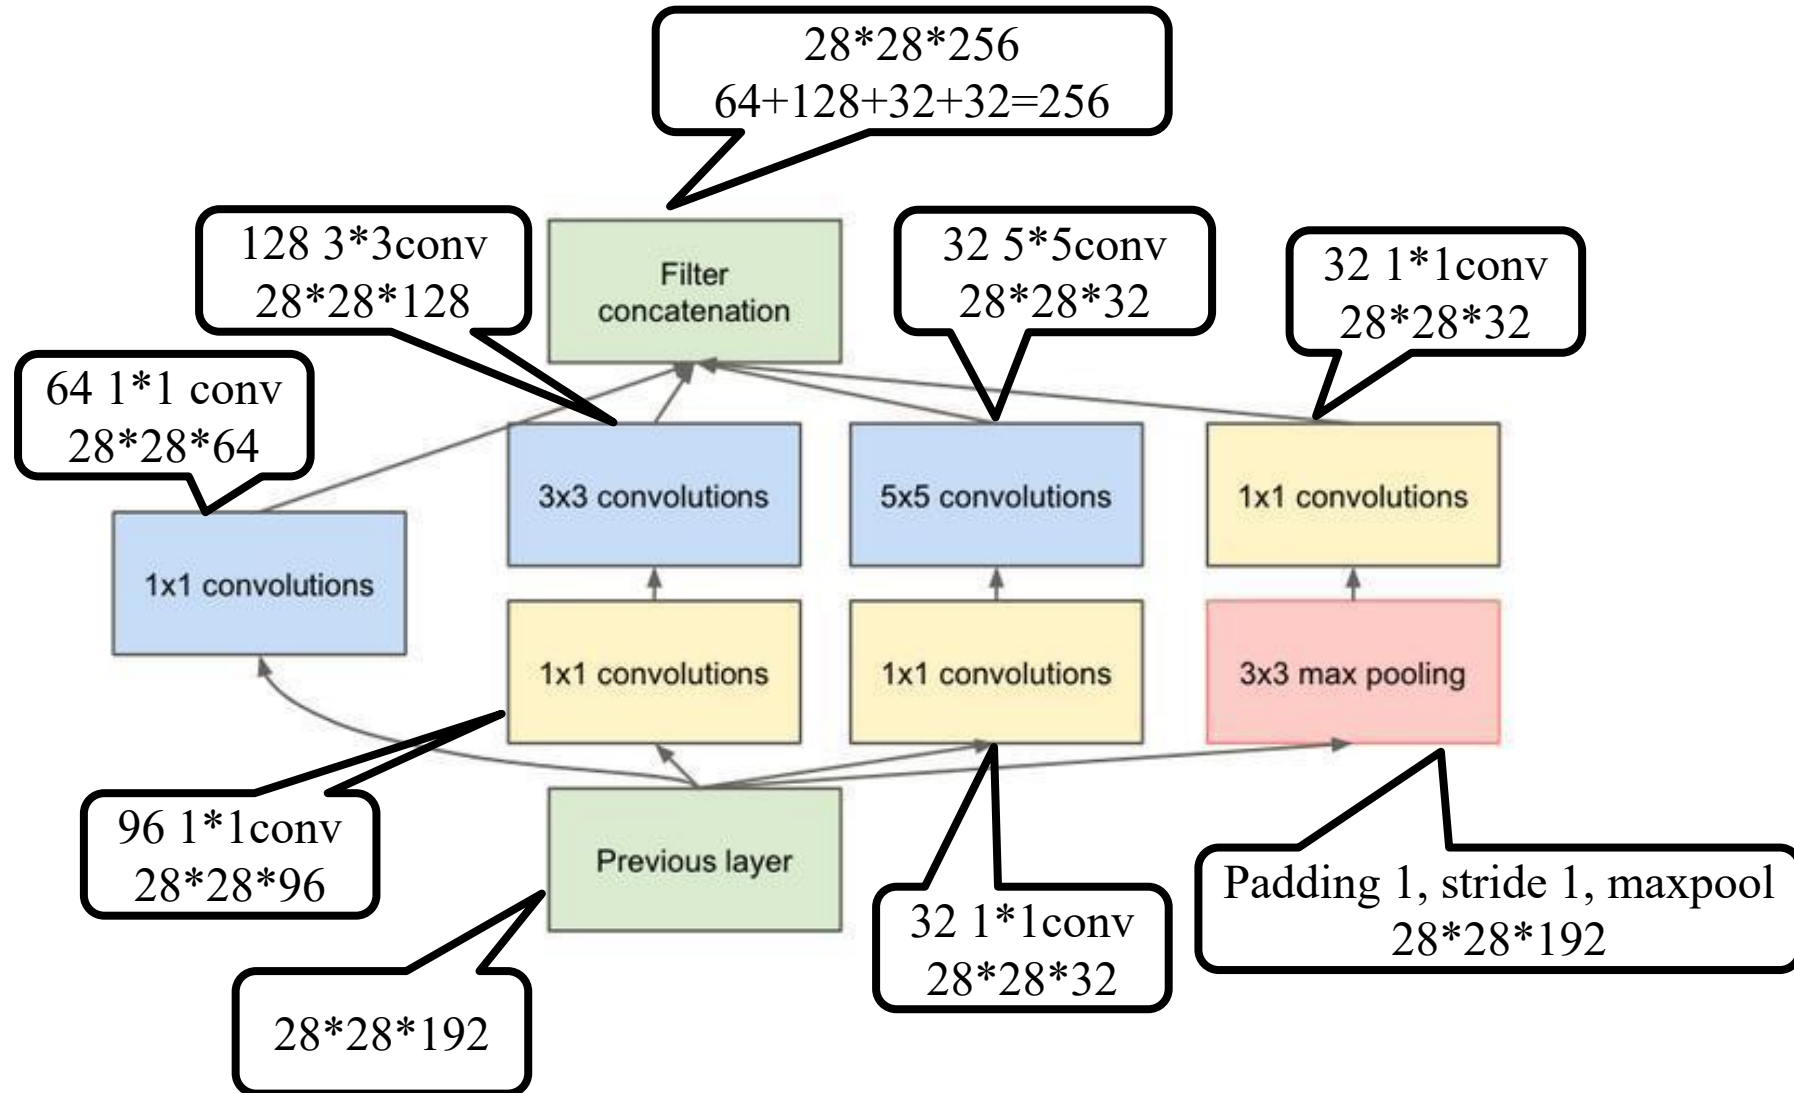 28*28*256
64+128+32+32=256
128 3*3conv
28*28*128
Filter
concatenation
32 5*5conv
28*28*32
32 1*1conv
28*28*32
64 1*1 conv
28*28*64
3x3 convolutions
5x5 convolutions
1x1 convolutions
1x1 convolutions
1x1 convolutions
1x1 convolutions
3x3 max pooling
96 1*1conv
28*28*96
Previous layer
32 1*1conv
28*28*32
Padding 1, stride 1, maxpool
28*28*192
28*28*192